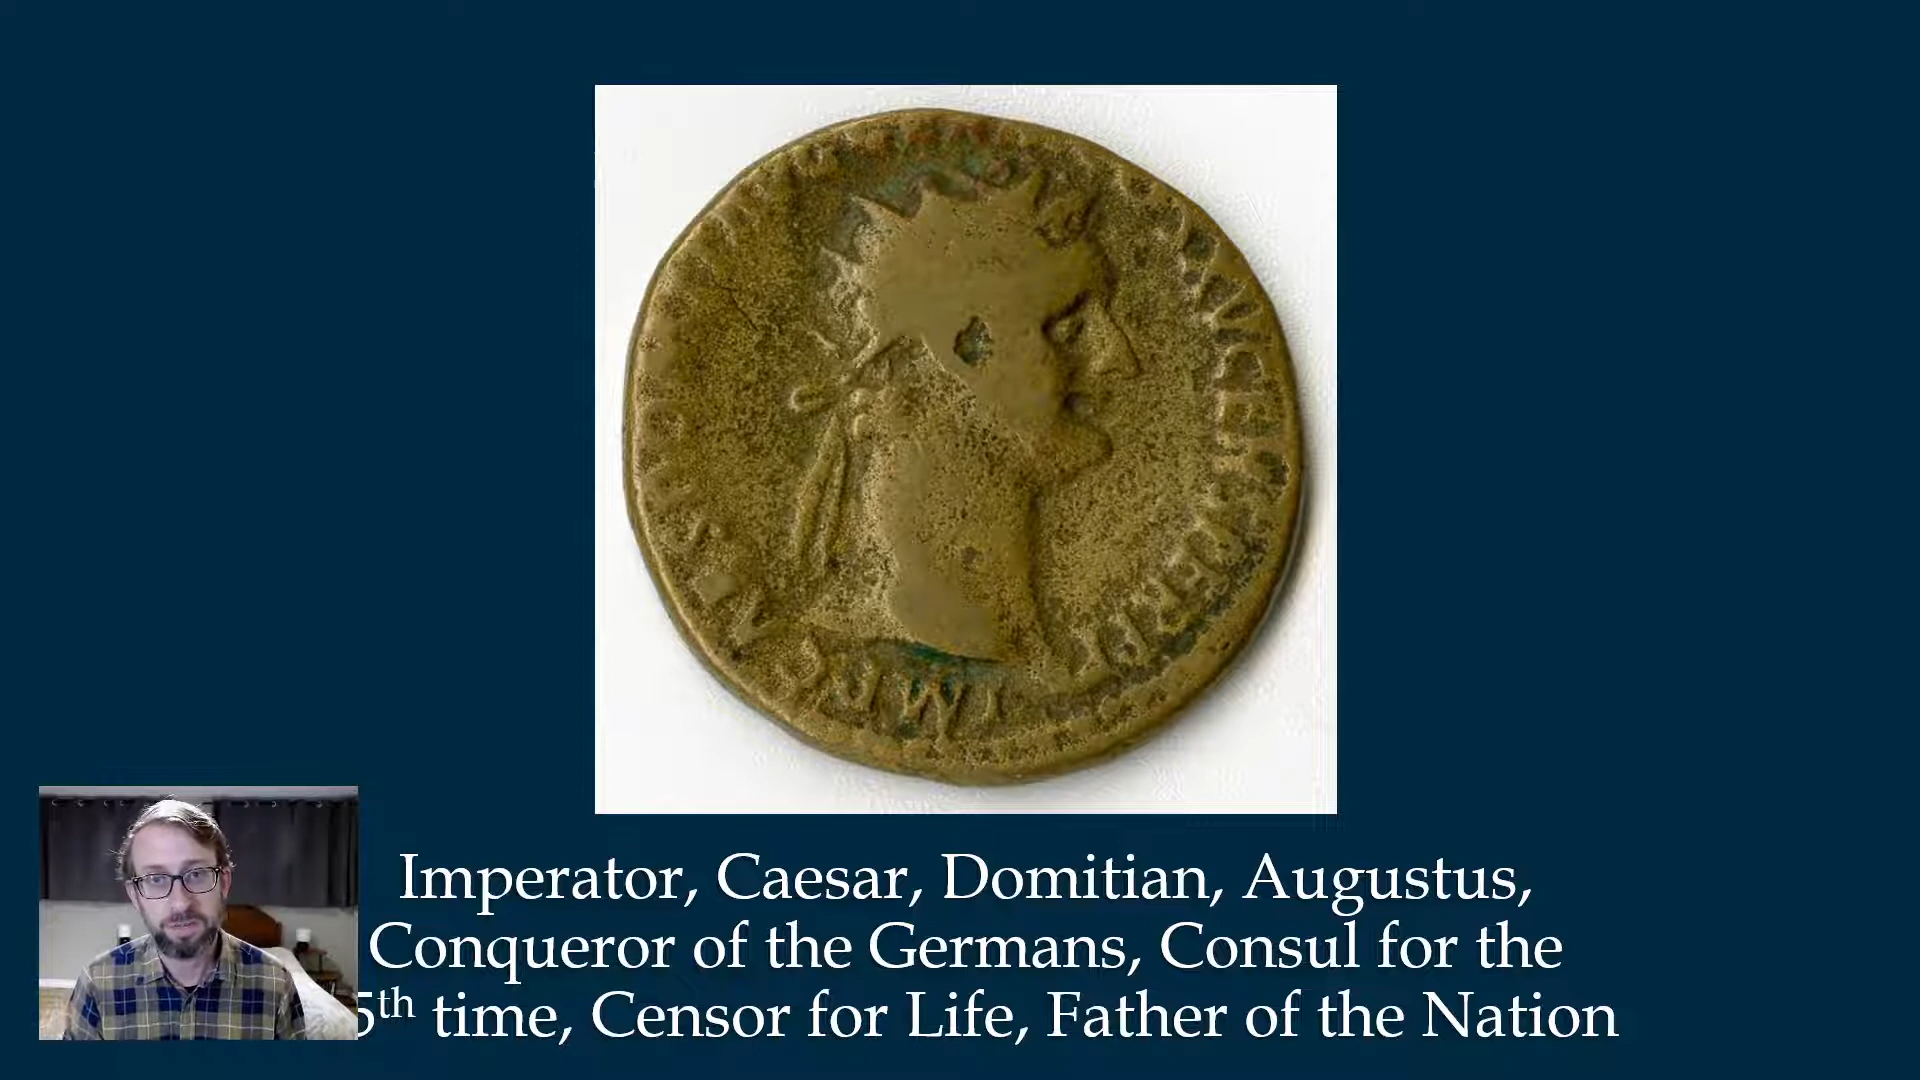 Imperator, Caesar, Domitian, Augustus,
Conqueror of the Germans, Consul for the
5th time, Censor for Life, Father of the Nation